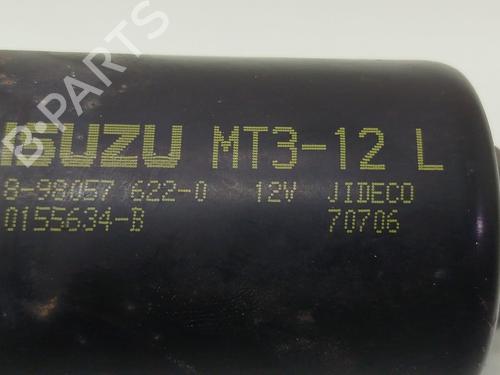 B-PARTS
ISUZU MT3-12 L
8-98057 622-0 12V JIDECO
0155634-B 70706